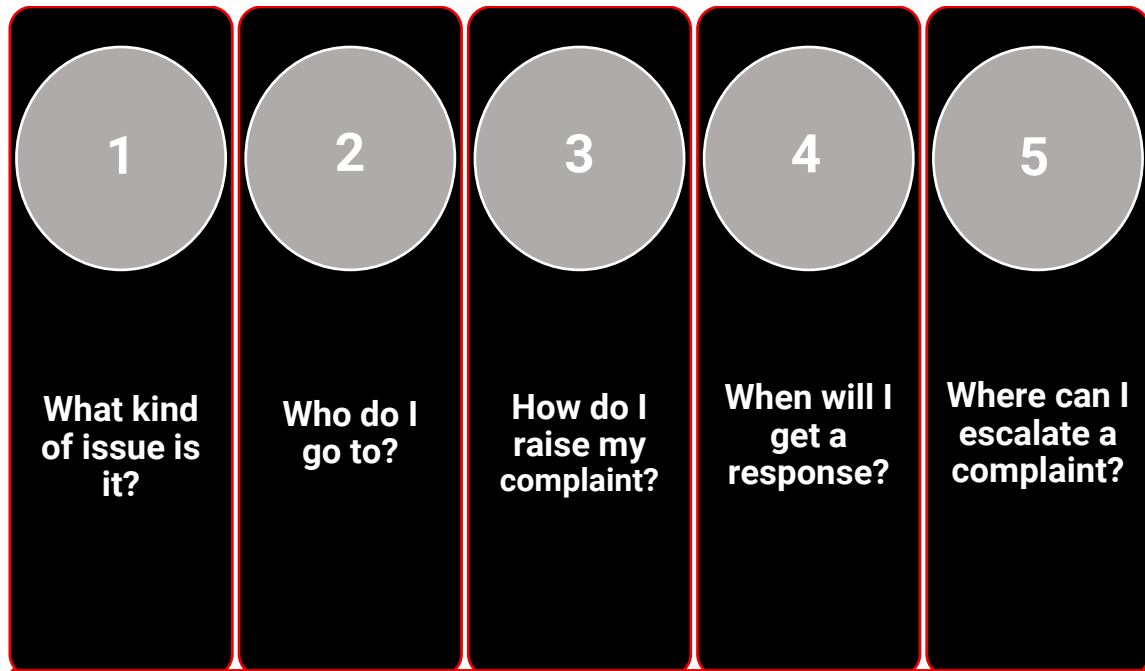 1
What kind
of issue is
it?
2
Who do I
go to?
3
How do I
raise my
complaint?
4
When will I
get a
response?
5
Where can I
escalate a
complaint?